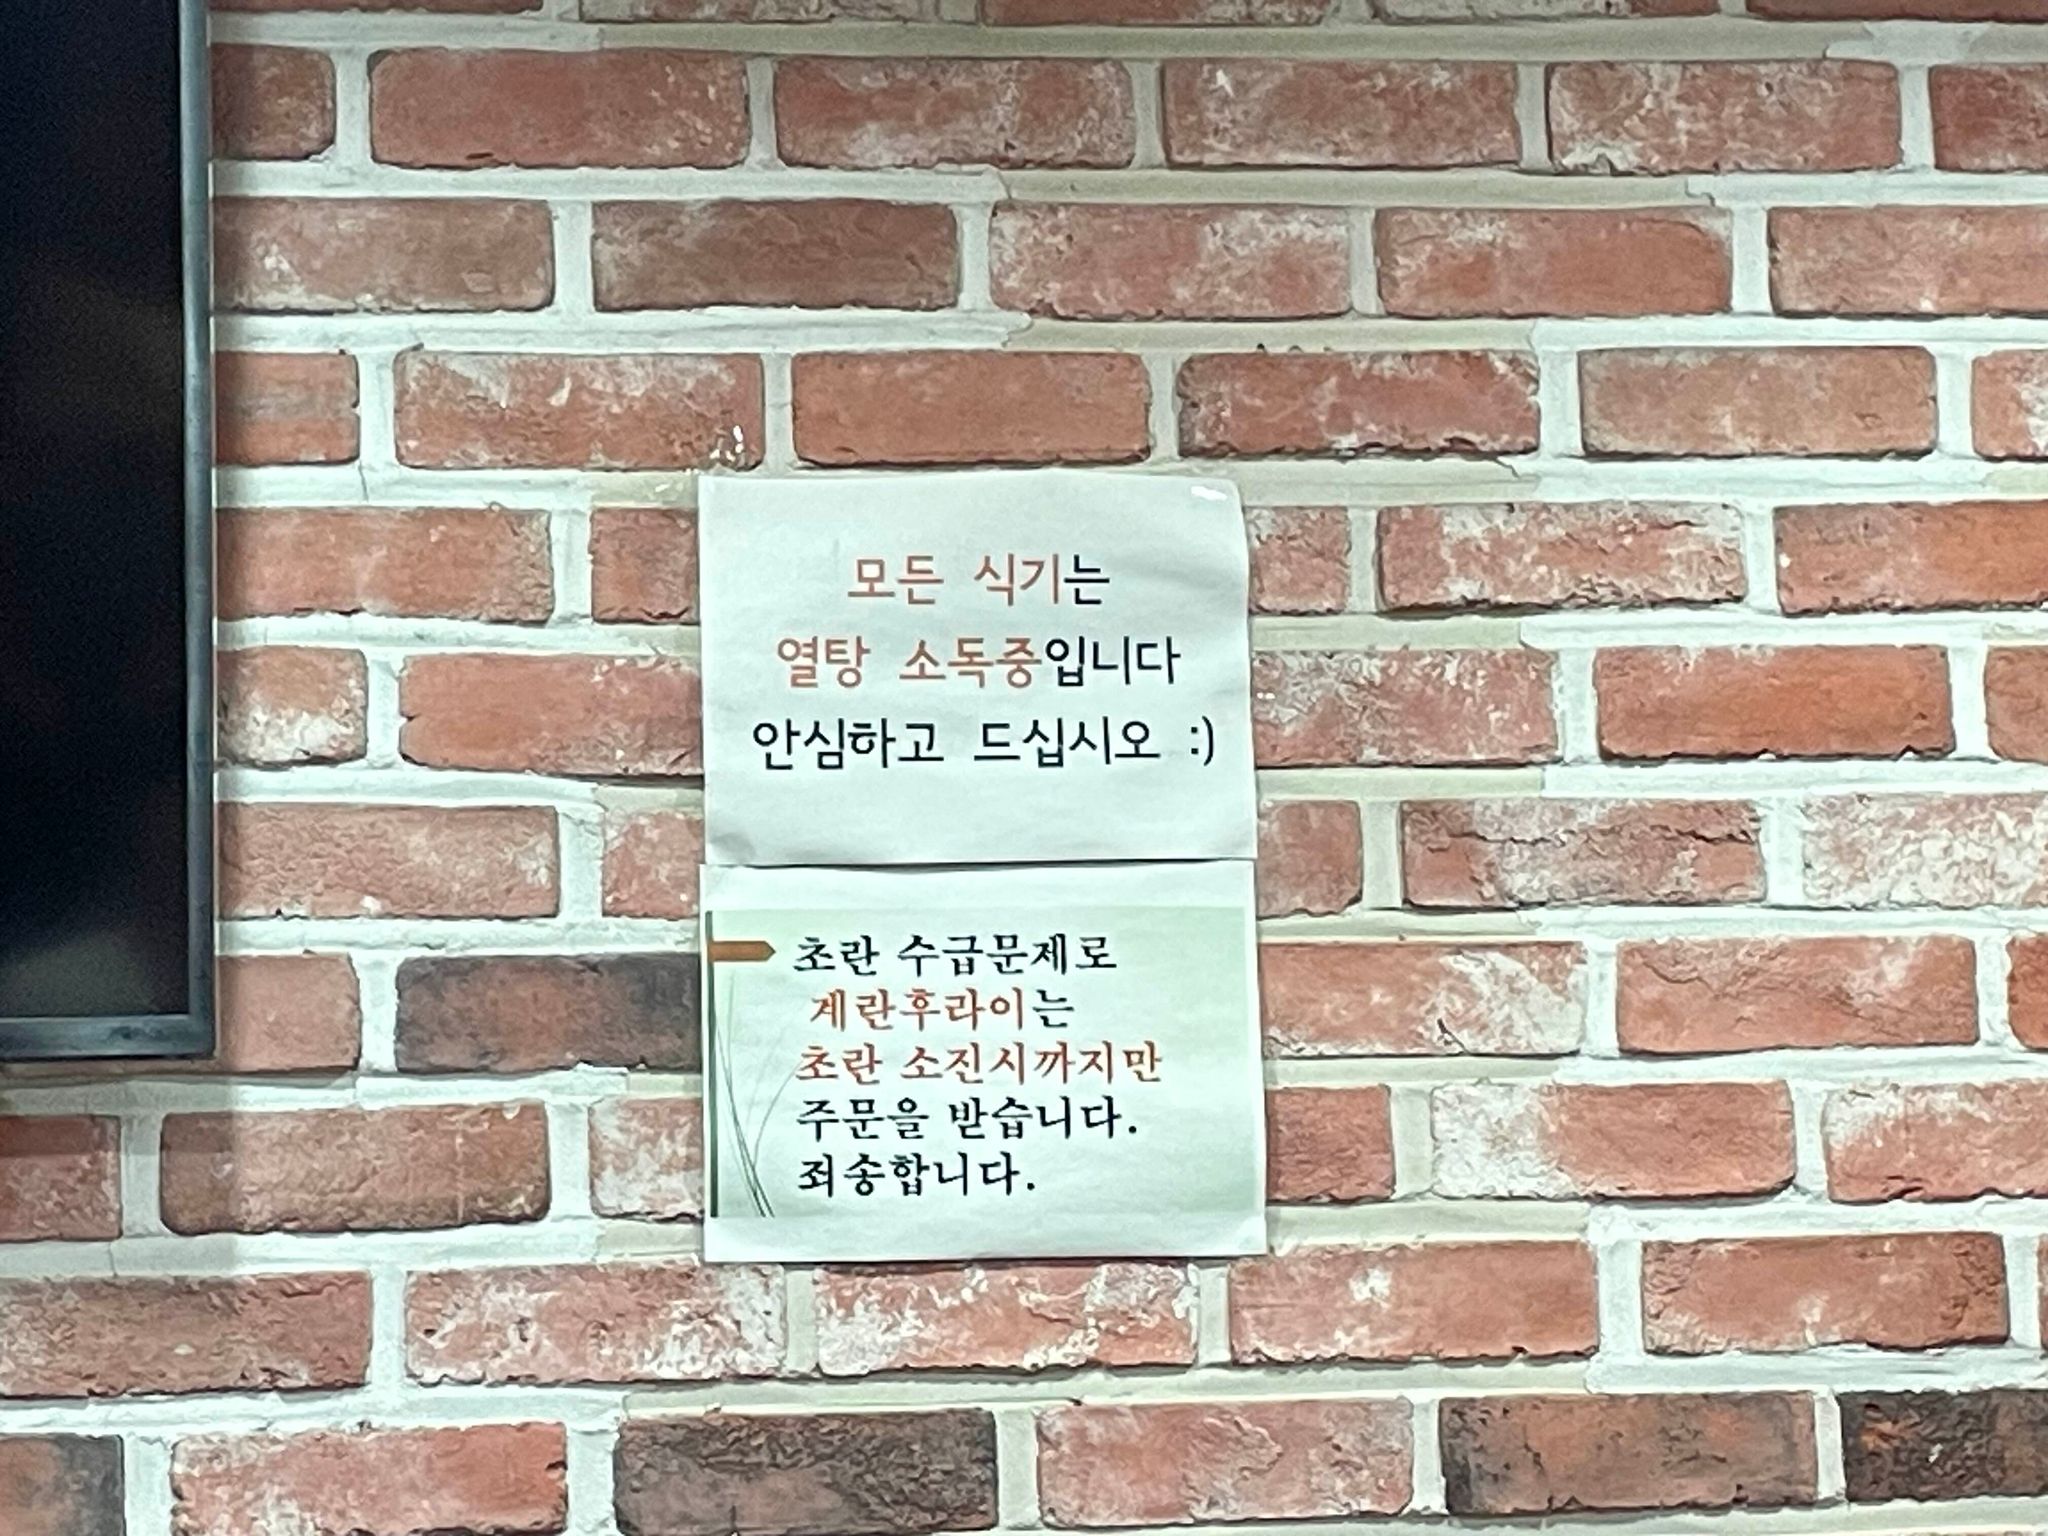 모든 식기는
열탕 소독중입니다
안심하고 드십시오 :)
초란 수급문제로
계란후라이는
초란 소진시까지만
주문을 받습니다.
죄송합니다.